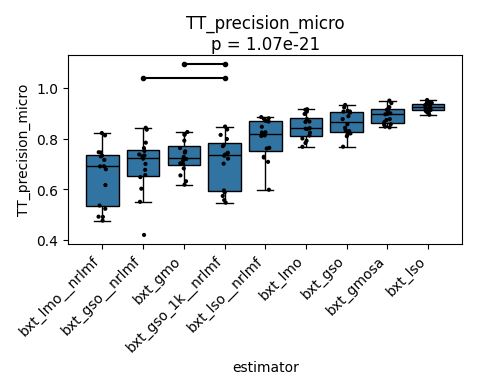 TT_precision_micro
p = 1.07e-21
TT_precision_micro
1.0
0.8
0.6
0.4
bxt_lmo__nrlmf
bxt_gso__nrlmf
bxt_gmo
bxt_gso_1k__nrlmf
bxt_lso__nrlmf
bxt_lmo
bxt_gso
bxt_gmosa
bxt_lso
estimator